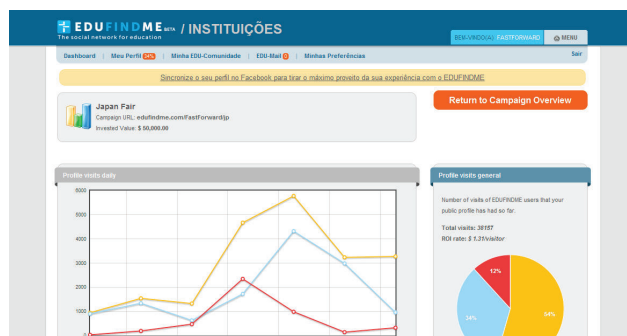 EDUFINDME BETA / INSTITUIÇÕES
The social network for education
BEM-VINDO(A) FASTFORWARD
MENU
Dashboard | Meu Perfil | Minha EDU-Comunidade | EDU-Mail | Minhas Preferências
Sair
Sincronize o seu perfil no Facebook para tirar o máximo proveito da sua experiência com o EDUFINDME
Japan Fair
Campaign URL: edufindme.com/FastForward/jp
Invested Value: $ 50,000.00
Return to Campaign Overview
Profile visits daily
6000
5000
4000
3000
2000
1000
0
Profile visits general
Number of visits of EDUFINDME users that your
public profile has had so far:
Total visits: 38187
ROI rate: $ 1.31/visitor
12%
34%
54%